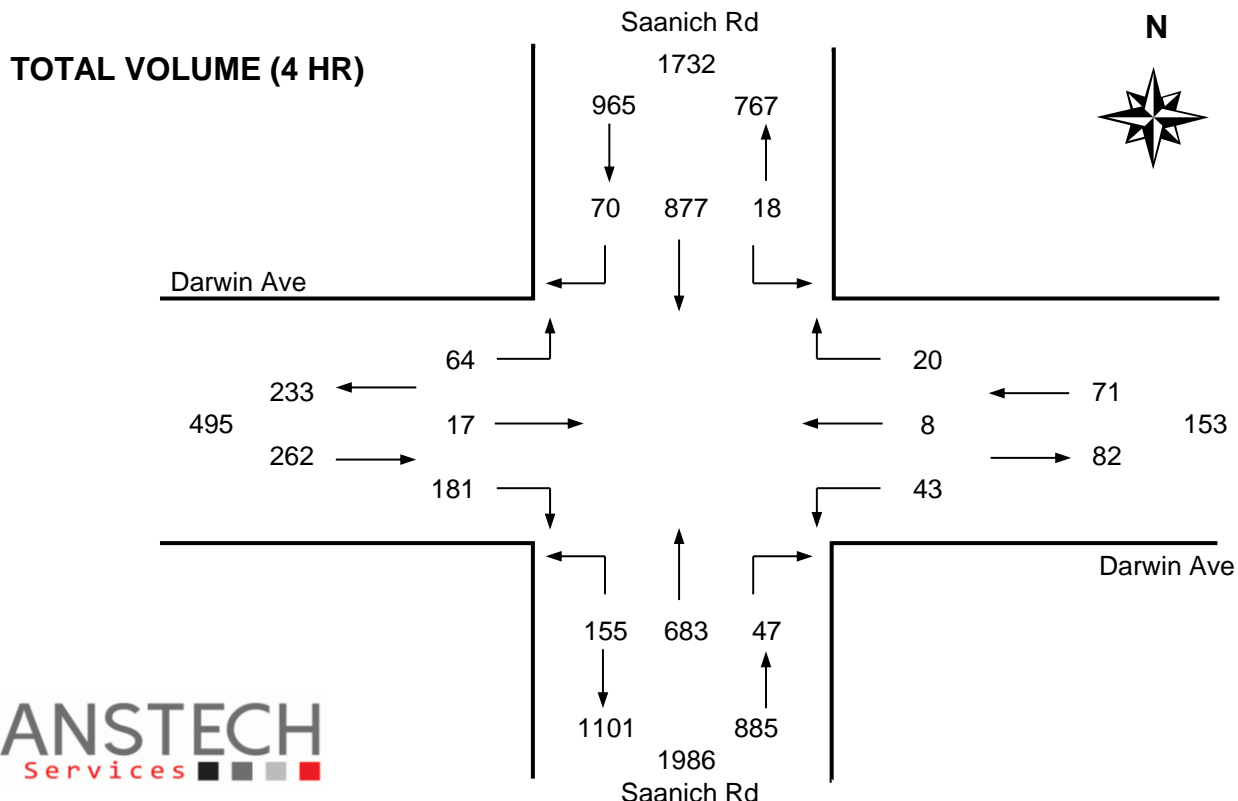 Saanich Rd
N
TOTAL VOLUME (4 HR)
1732
965 767
70 877 18
Darwin Ave
64 20
233 71
495 17 8 153
262 82
181 43
Darwin Ave
155 683 47
1101 885
1986
Saanich Rd
ANSTECH
Services